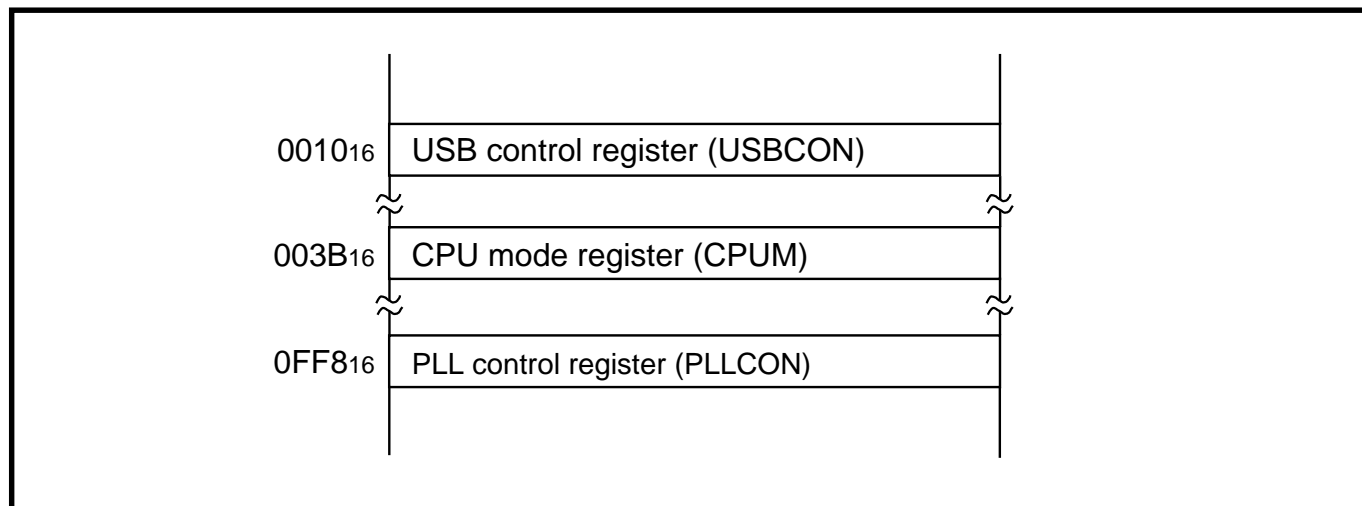 0010₁₆ USB control register (USBCON)
003B₁₆ CPU mode register (CPUM)
0FF8₁₆ PLL control register (PLLCON)